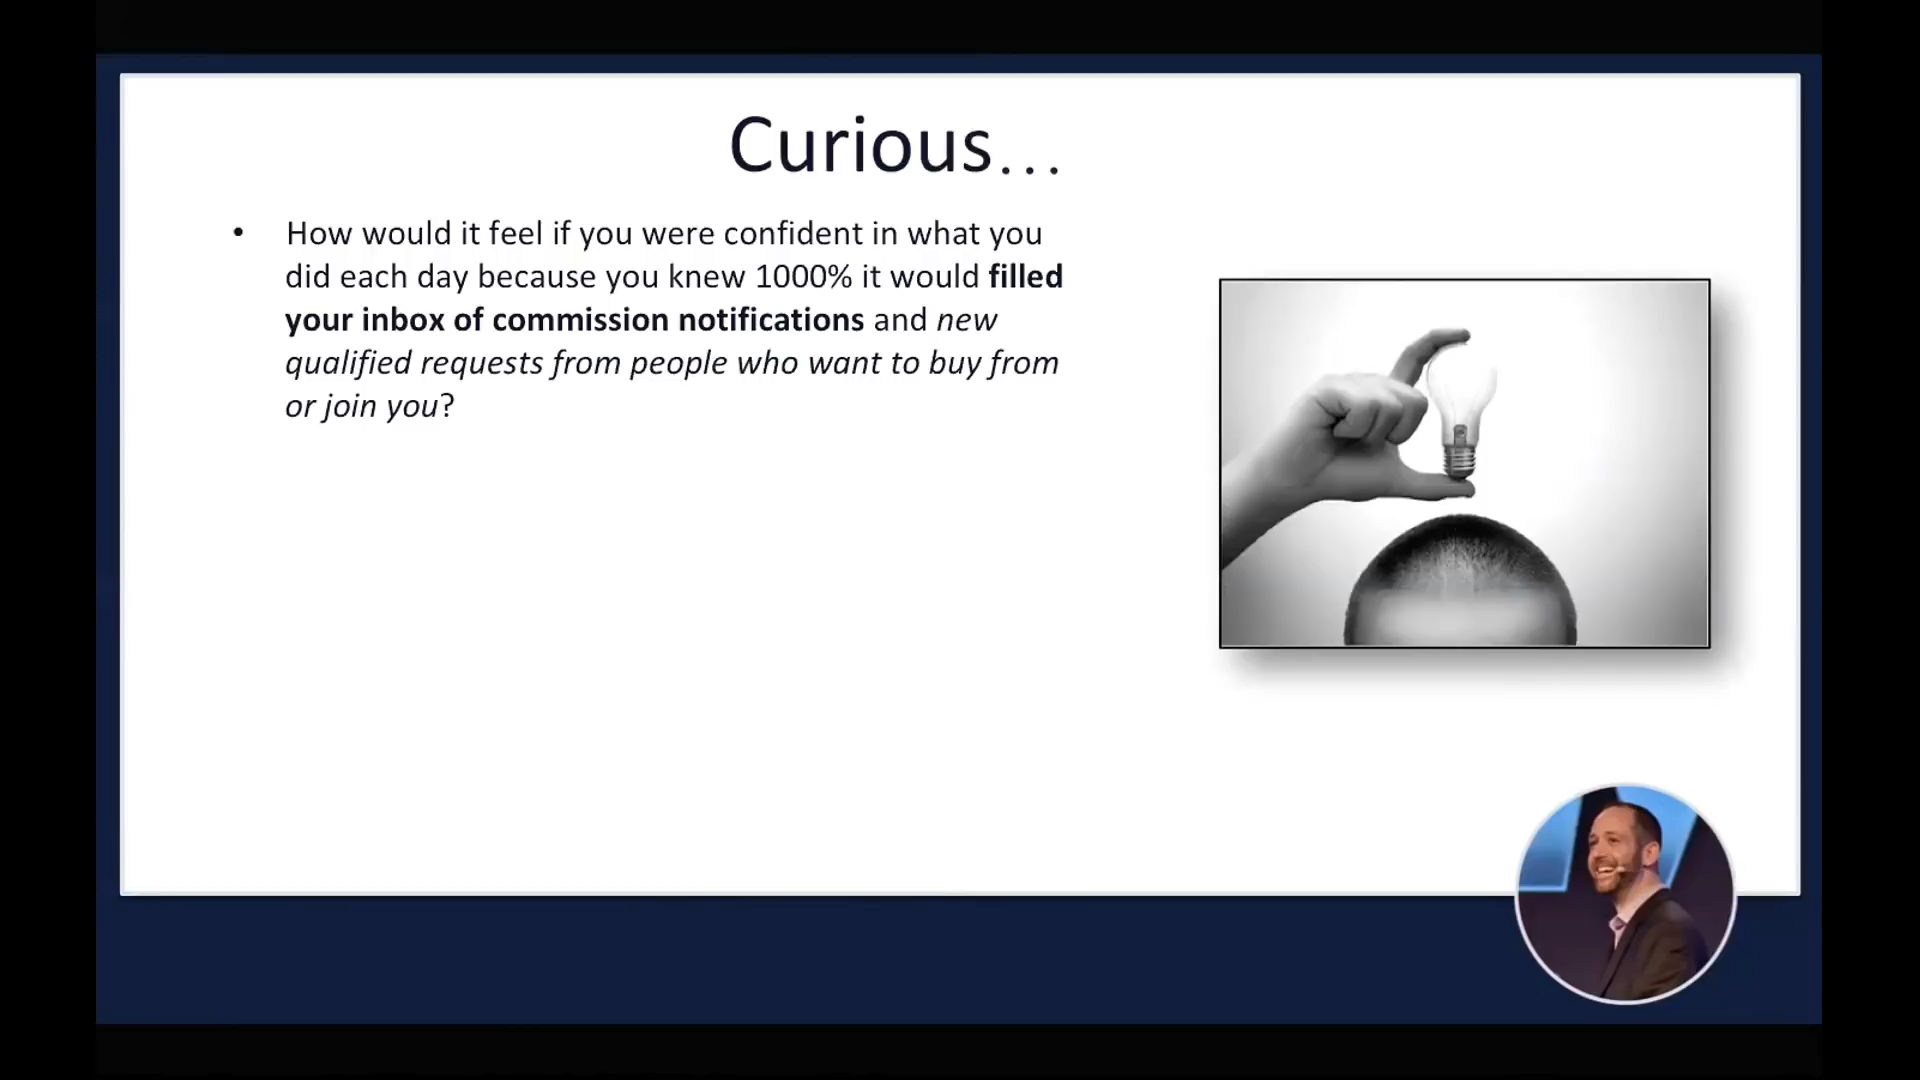 Curious...
• How would it feel if you were confident in what you
did each day because you knew 1000% it would filled
your inbox of commission notifications and new
qualified requests from people who want to buy from
or join you?